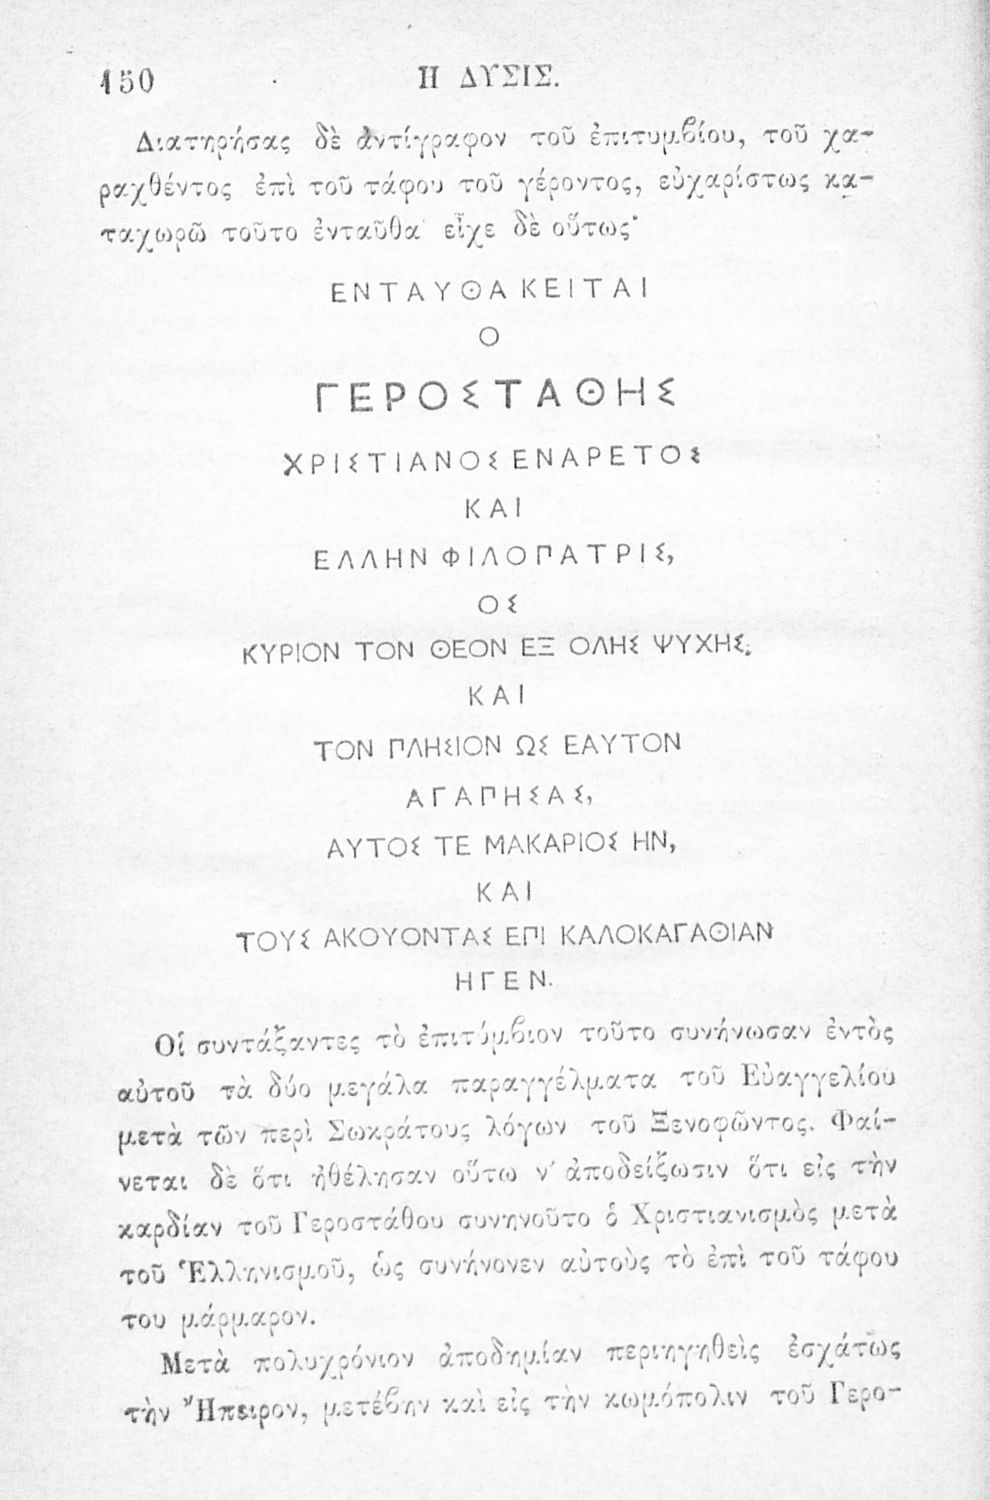 150 Η ΔΥΣΙΣ.
Διατηρήσας δὲ ἀντίγραφον τοῦ ἐπιτυμβίου, τοῦ χα-
ραχθέντος ἐπὶ τοῦ τάφου τοῦ γέροντος, εὐχαρίστως κα-
ταχωρῶ τοῦτο ἐνταῦθα· εἶχε δὲ οὕτως·
ΕΝΤΑΥΘΑ ΚΕΙΤΑΙ
Ο
ΓΕΡΟΣΤΑΘΗΣ
ΧΡΙΣΤΙΑΝΟΣ ΕΝΑΡΕΤΟΣ
ΚΑΙ
ΕΛΛΗΝ ΦΙΛΟΠΑΤΡΙΣ,
ΟΣ
ΚΥΡΙΟΝ ΤΟΝ ΘΕΟΝ ΕΞ ΟΛΗΣ ΨΥΧΗΣ,
ΚΑΙ
ΤΟΝ ΠΛΗΣΙΟΝ ΩΣ ΕΑΥΤΟΝ
ΑΓΑΠΗΣΑΣ,
ΑΥΤΟΣ ΤΕ ΜΑΚΑΡΙΟΣ ΗΝ,
ΚΑΙ
ΤΟΥΣ ΑΚΟΥΟΝΤΑΣ ΕΠΙ ΚΑΛΟΚΑΓΑΘΙΑΝ
ΗΓΕΝ.
Οἱ συντάξαντες τὸ ἐπιτύμβιον τοῦτο συνήνωσαν ἐντὸς
αὐτοῦ τὰ δύο μεγάλα παραγγέλματα τοῦ Εὐαγγελίου
μετὰ τῶν περὶ Σωκράτους λόγων τοῦ Ξενοφῶντος. Φαί-
νεται δὲ ὅτι ἠθέλησαν οὕτω ν' ἀποδείξωσιν ὅτι εἰς τὴν
καρδίαν τοῦ Γεροστάθου συνηνοῦτο ὁ Χριστιανισμὸς μετὰ
τοῦ Ἑλληνισμοῦ, ὡς συνήνονεν αὐτοὺς τὸ ἐπὶ τοῦ τάφου
του μάρμαρον.
Μετὰ πολυχρόνιον ἀποδημίαν περιηγηθεὶς ἐσχάτως
τὴν Ἤπειρον, μετέβην καὶ εἰς τὴν κωμόπολιν τοῦ Γερο-